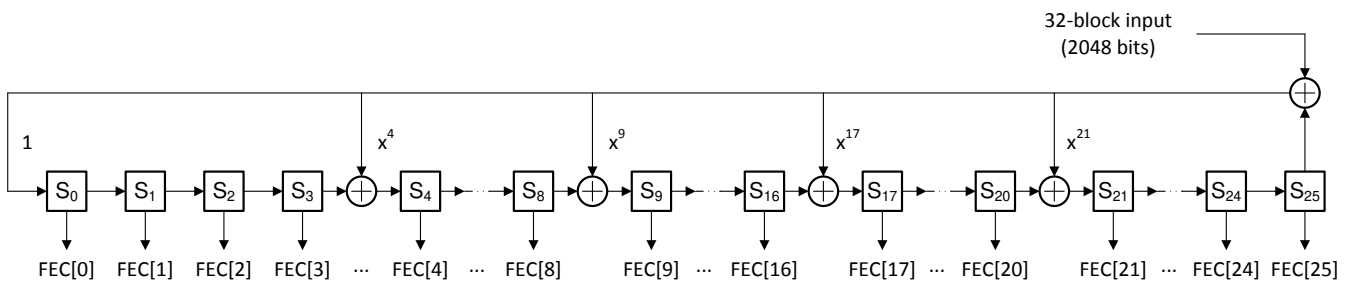 32-block input
(2048 bits)
1 x⁴ x⁹ x¹⁷ x²¹
S₀ S₁ S₂ S₃ S₄ ... S₈ S₉ ... S₁₆ S₁₇ ... S₂₀ S₂₁ ... S₂₄ S₂₅
FEC[0] FEC[1] FEC[2] FEC[3] ... FEC[4] ... FEC[8] FEC[9] ... FEC[16] FEC[17] ... FEC[20] FEC[21] ... FEC[24] FEC[25]